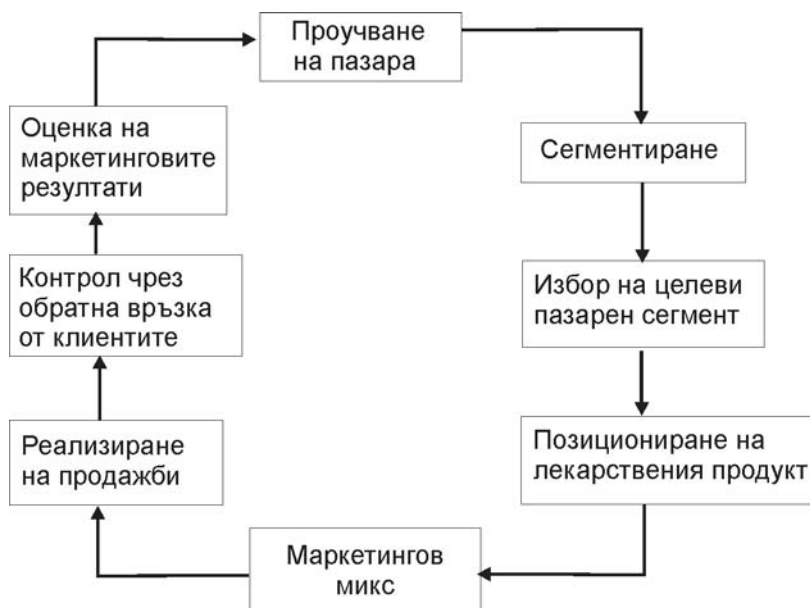 Проучване
на пазара
Сегментиране
Избор на целеви
пазарен сегмент
Позициониране на
лекарствения продукт
Маркетингов
микс
Реализиране
на продажби
Контрол чрез
обратна връзка
от клиентите
Оценка на
маркетинговите
резултати